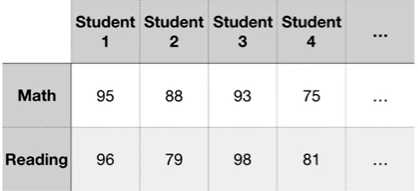 Student 1 Student 2 Student 3 Student 4 ...
Math 95 88 93 75 ...
Reading 96 79 98 81 ...